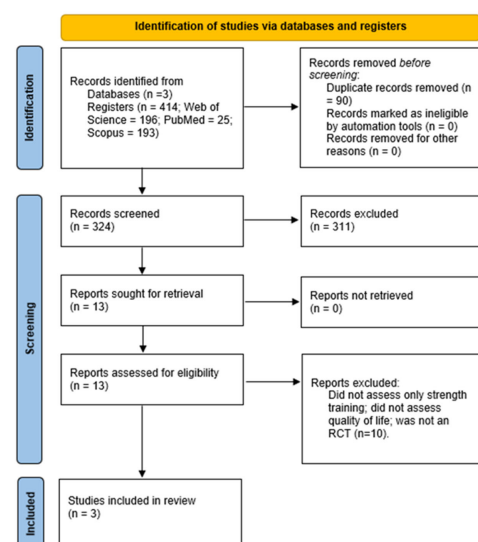 Identification of studies via databases and registers
Identification
Records identified from
Databases (n =3)
Registers (n = 414; Web of
Science = 196; PubMed = 25;
Scopus = 193)
Records removed before
screening:
Duplicate records removed (n
= 90)
Records marked as ineligible
by automation tools (n = 0)
Records removed for other
reasons (n = 0)
Screening
Records screened
(n = 324)
Records excluded
(n = 311)
Reports sought for retrieval
(n = 13)
Reports not retrieved
(n = 0)
Reports assessed for eligibility
(n = 13)
Reports excluded:
Did not assess only strength
training; did not assess
quality of life; was not an
RCT (n=10).
Included
Studies included in review
(n = 3)